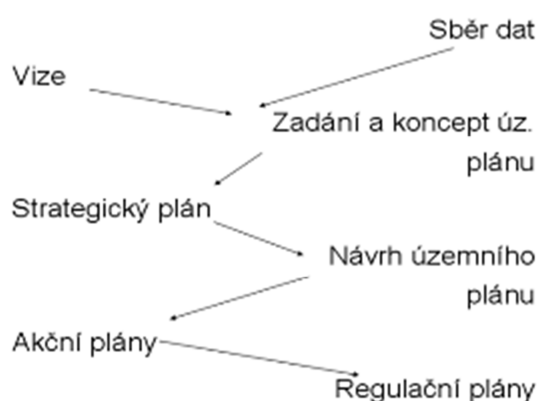 Sběr dat
Vize
Zadání a koncept úz.
plánu
Strategický plán
Návrh územního
plánu
Akční plány
Regulační plány